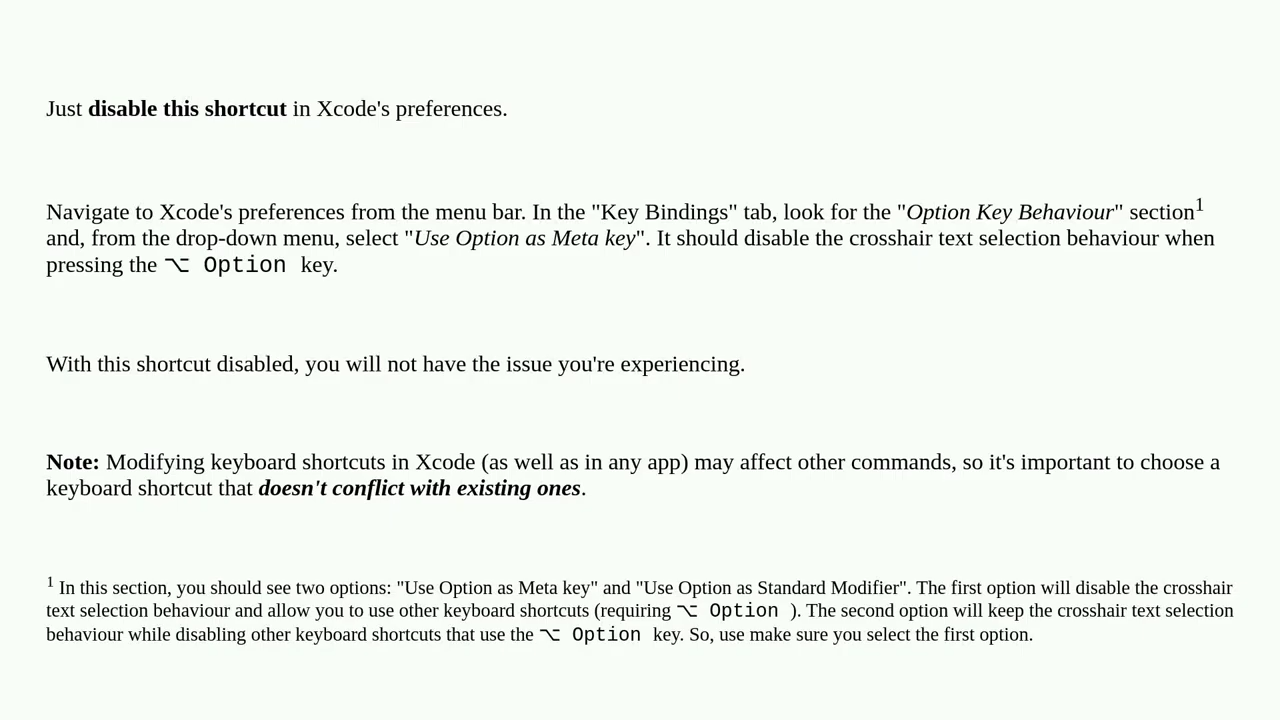 Just disable this shortcut in Xcode's preferences.
Navigate to Xcode's preferences from the menu bar. In the "Key Bindings" tab, look for the "Option Key Behaviour" section1
and, from the drop-down menu, select "Use Option as Meta key". It should disable the crosshair text selection behaviour when
pressing the ⌥ Option key.
With this shortcut disabled, you will not have the issue you're experiencing.
Note: Modifying keyboard shortcuts in Xcode (as well as in any app) may affect other commands, so it's important to choose a
keyboard shortcut that doesn't conflict with existing ones.
1 In this section, you should see two options: "Use Option as Meta key" and "Use Option as Standard Modifier". The first option will disable the crosshair
text selection behaviour and allow you to use other keyboard shortcuts (requiring ⌥ Option ). The second option will keep the crosshair text selection
behaviour while disabling other keyboard shortcuts that use the ⌥ Option key. So, use make sure you select the first option.